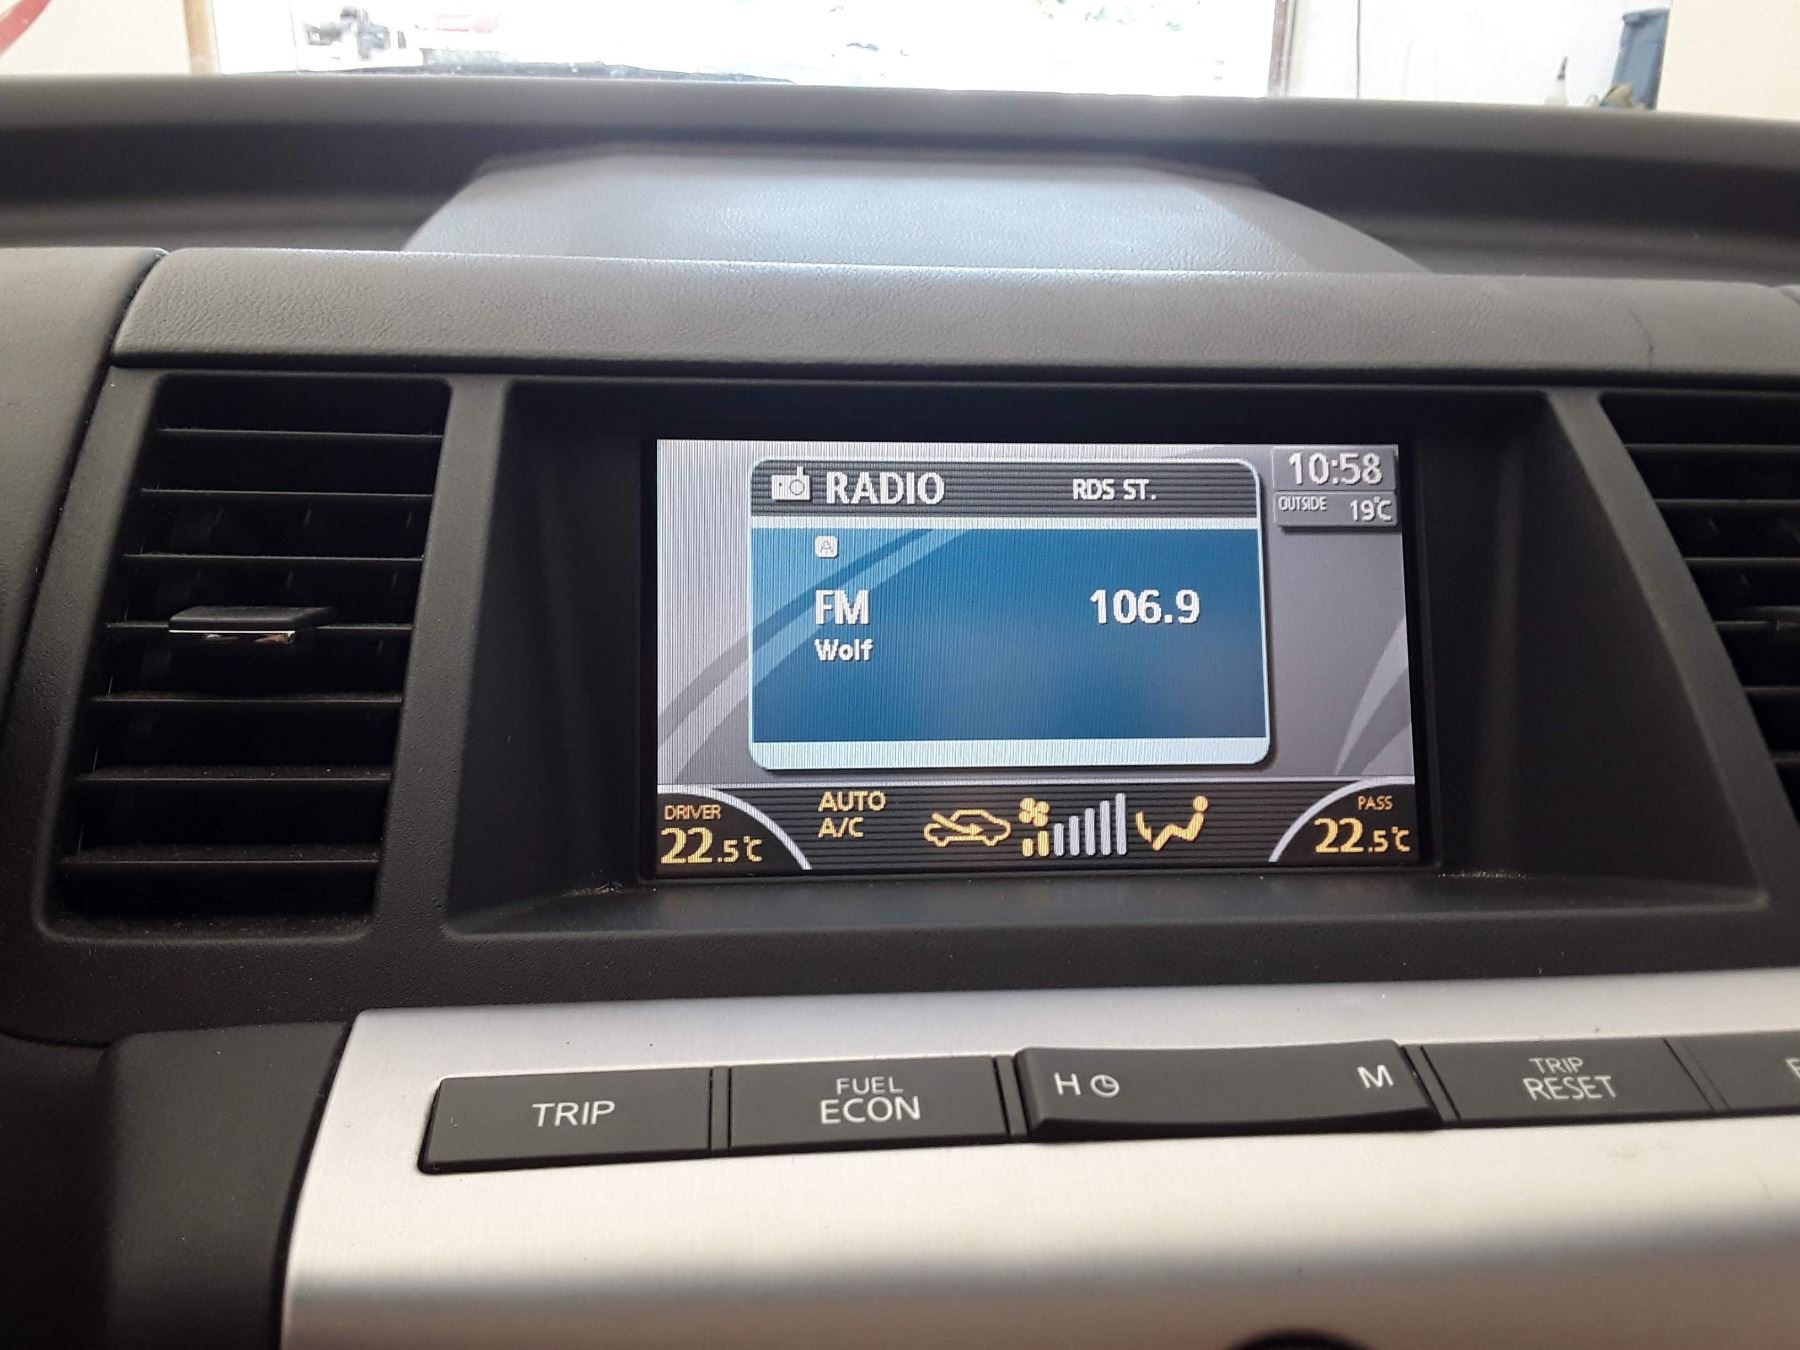 RADIO RDS ST.
10:58
OUTSIDE 19°C
A
FM 106.9
Wolf
DRIVER
22.5°C
AUTO
A/C
PASS
22.5°C
TRIP
FUEL
ECON
H M
TRIP
RESET